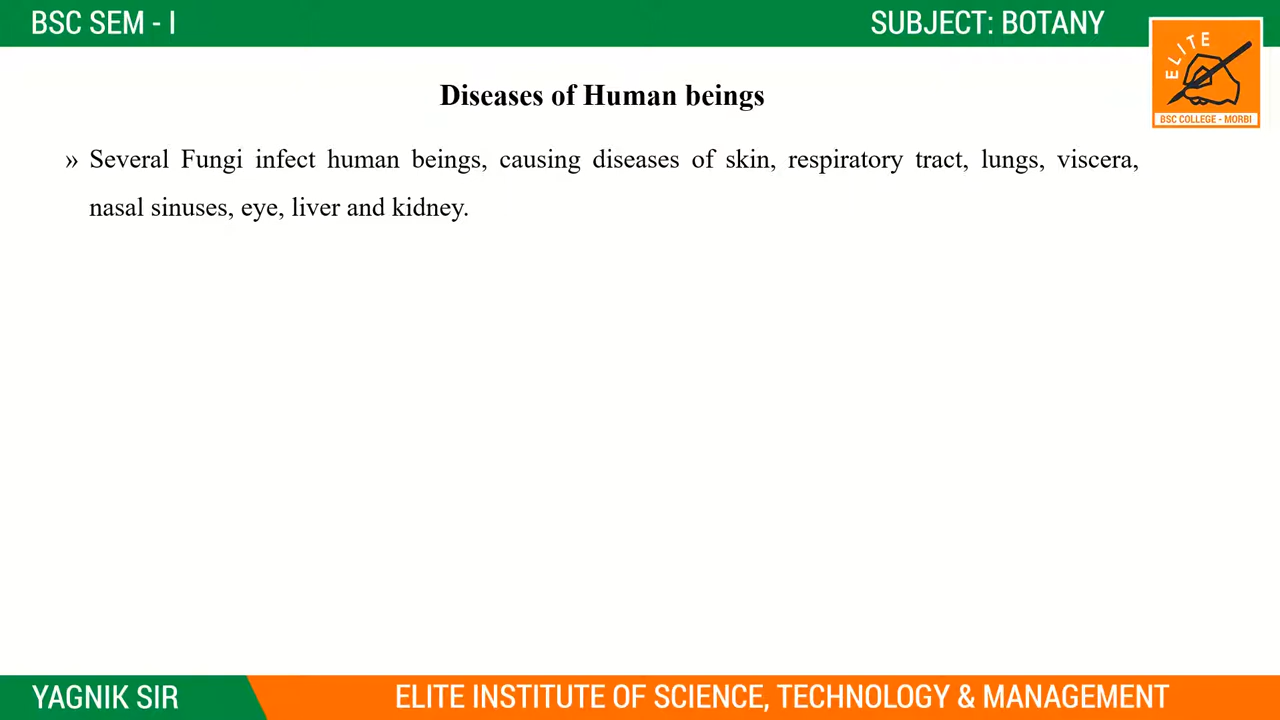 BSC SEM - I
SUBJECT: BOTANY
ELITE
BSC COLLEGE - MORBI
Diseases of Human beings
» Several Fungi infect human beings, causing diseases of skin, respiratory tract, lungs, viscera,
nasal sinuses, eye, liver and kidney.
YAGNIK SIR
ELITE INSTITUTE OF SCIENCE, TECHNOLOGY & MANAGEMENT